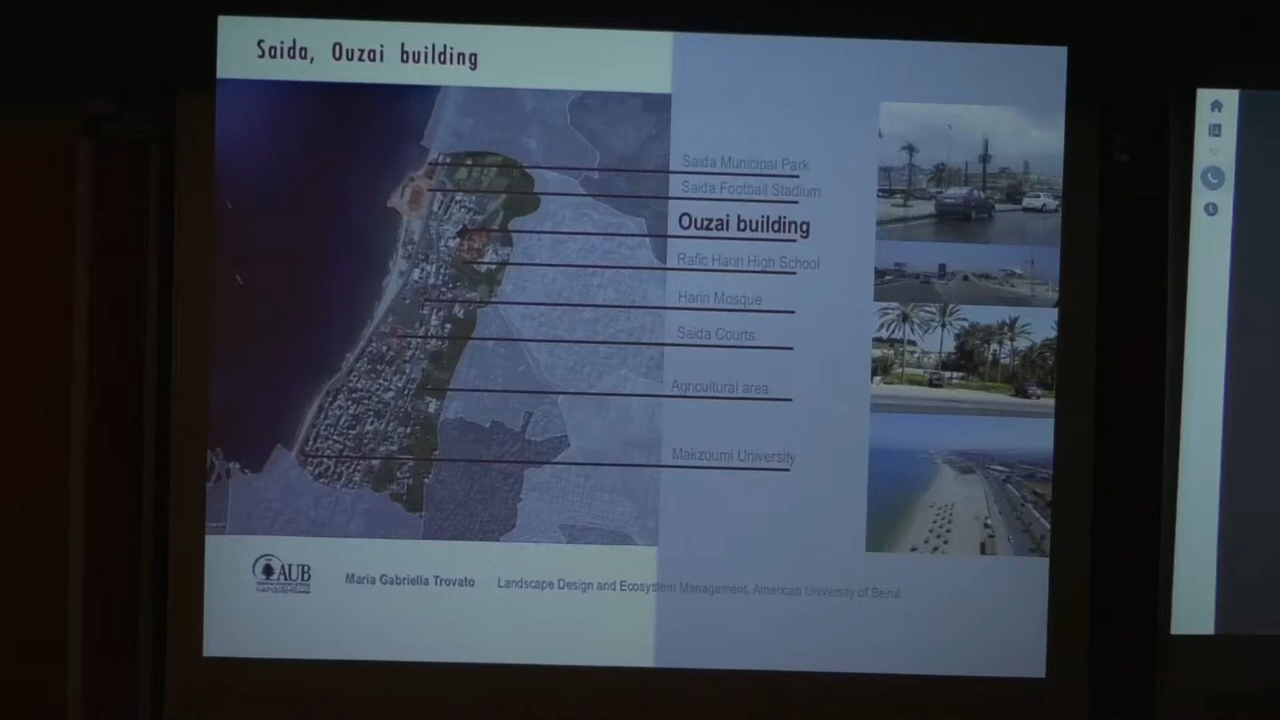 Saida, Ouzai building
Saida Municipal Park
Saida Football Stadium
Ouzai building
Rafic Hariri High School
Harin Mosque
Saida Courts
Agricultural area
Makzoumi University
AUB
Maria Gabriella Trovato
Landscape Design and Ecosystem Management, American University of Beirut